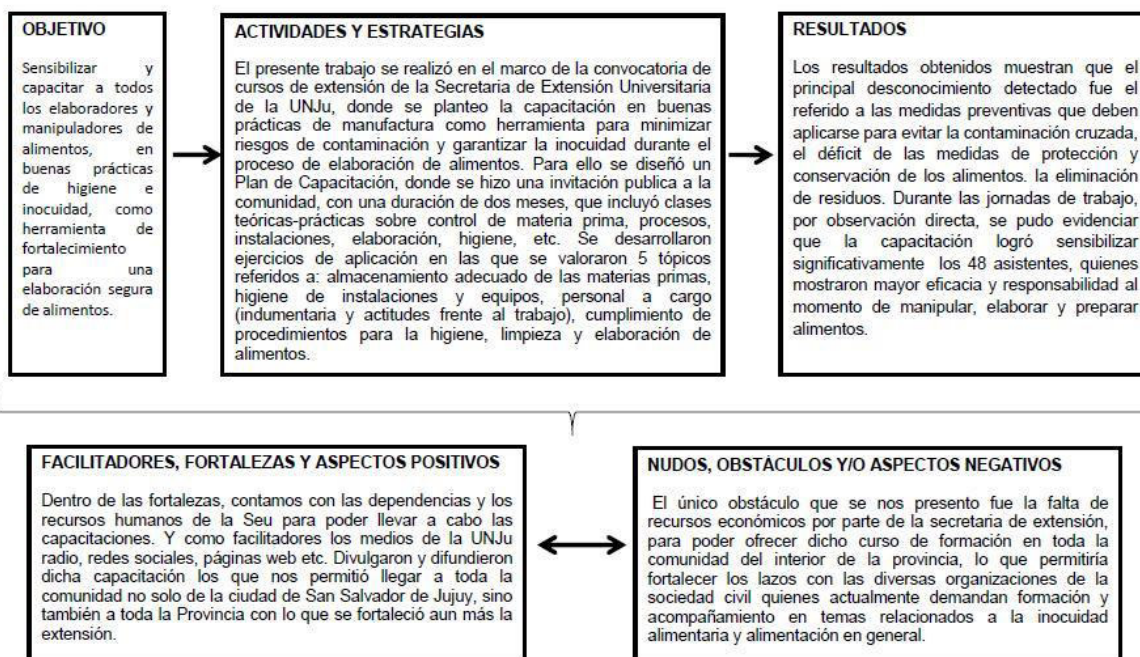 OBJETIVO
Sensibilizar y
capacitar a todos
los elaboradores y
manipuladores de
alimentos, en
buenas prácticas
de higiene e
inocuidad, como
herramienta de
fortalecimiento
para una
elaboración segura
de alimentos.
ACTIVIDADES Y ESTRATEGIAS
El presente trabajo se realizó en el marco de la convocatoria de
cursos de extensión de la Secretaria de Extensión Universitaria
de la UNJu, donde se planteo la capacitación en buenas
prácticas de manufactura como herramienta para minimizar
riesgos de contaminación y garantizar la inocuidad durante el
proceso de elaboración de alimentos. Para ello se diseñó un
Plan de Capacitación, donde se hizo una invitación publica a la
comunidad, con una duración de dos meses, que incluyó clases
teóricas-prácticas sobre control de materia prima, procesos,
instalaciones, elaboración, higiene, etc. Se desarrollaron
ejercicios de aplicación en las que se valoraron 5 tópicos
referidos a: almacenamiento adecuado de las materias primas,
higiene de instalaciones y equipos, personal a cargo
(indumentaria y actitudes frente al trabajo), cumplimiento de
procedimientos para la higiene, limpieza y elaboración de
alimentos.
RESULTADOS
Los resultados obtenidos muestran que el
principal desconocimiento detectado fue el
referido a las medidas preventivas que deben
aplicarse para evitar la contaminación cruzada,
el déficit de las medidas de protección y
conservación de los alimentos. la eliminación
de residuos. Durante las jornadas de trabajo,
por observación directa, se pudo evidenciar
que la capacitación logró sensibilizar
significativamente los 48 asistentes, quienes
mostraron mayor eficacia y responsabilidad al
momento de manipular, elaborar y preparar
alimentos.
FACILITADORES, FORTALEZAS Y ASPECTOS POSITIVOS
Dentro de las fortalezas, contamos con las dependencias y los
recursos humanos de la Seu para poder llevar a cabo las
capacitaciones. Y como facilitadores los medios de la UNJu
radio, redes sociales, páginas web etc. Divulgaron y difundieron
dicha capacitación los que nos permitió llegar a toda la
comunidad no solo de la ciudad de San Salvador de Jujuy, sino
también a toda la Provincia con lo que se fortaleció aun más la
extensión.
NUDOS, OBSTÁCULOS Y/O ASPECTOS NEGATIVOS
El único obstáculo que se nos presento fue la falta de
recursos económicos por parte de la secretaria de extensión,
para poder ofrecer dicho curso de formación en toda la
comunidad del interior de la provincia, lo que permitiría
fortalecer los lazos con las diversas organizaciones de la
sociedad civil quienes actualmente demandan formación y
acompañamiento en temas relacionados a la inocuidad
alimentaria y alimentación en general.